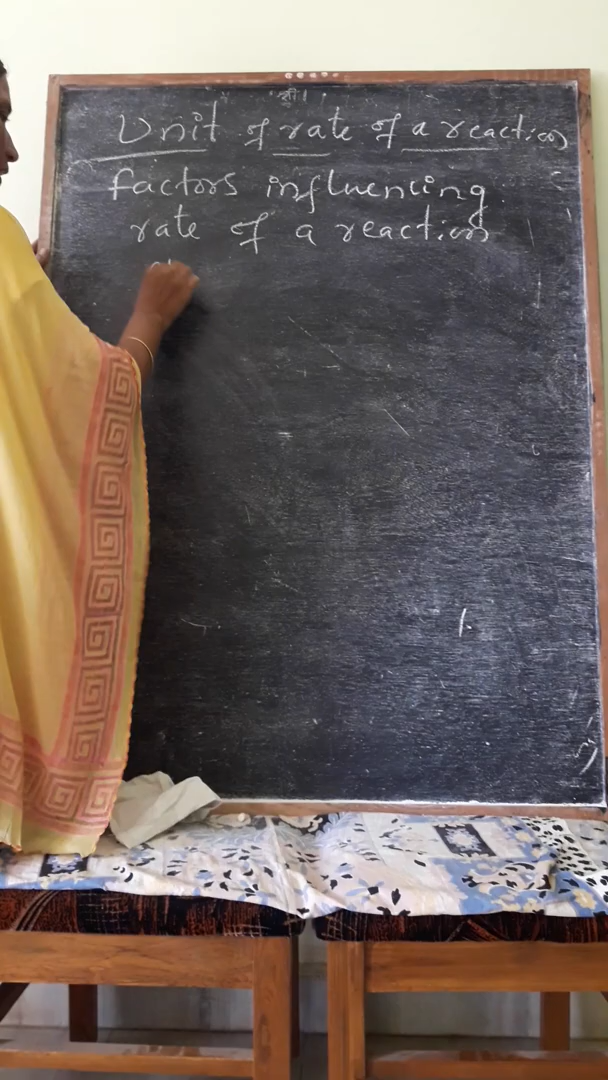 श्री
Unit of rate of a reaction
factors influencing
rate of a reaction